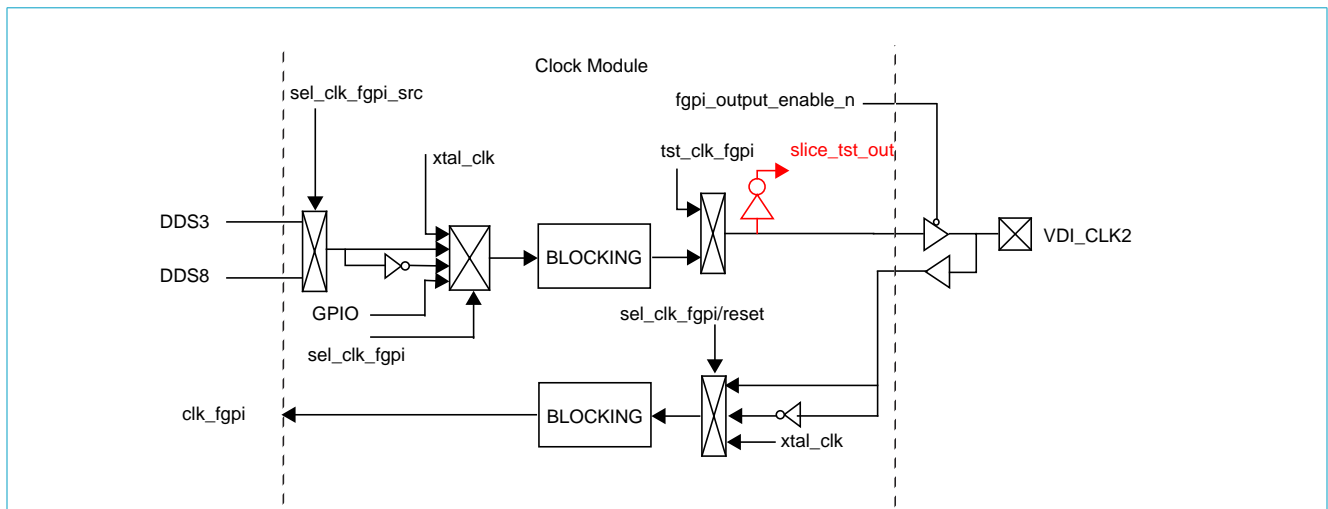 Clock Module
sel_clk_fgpi_src
fgpi_output_enable_n
xtal_clk
tst_clk_fgpi
slice_tst_out
DDS3
VDI_CLK2
BLOCKING
DDS8
GPIO
sel_clk_fgpi/reset
sel_clk_fgpi
clk_fgpi
BLOCKING
xtal_clk